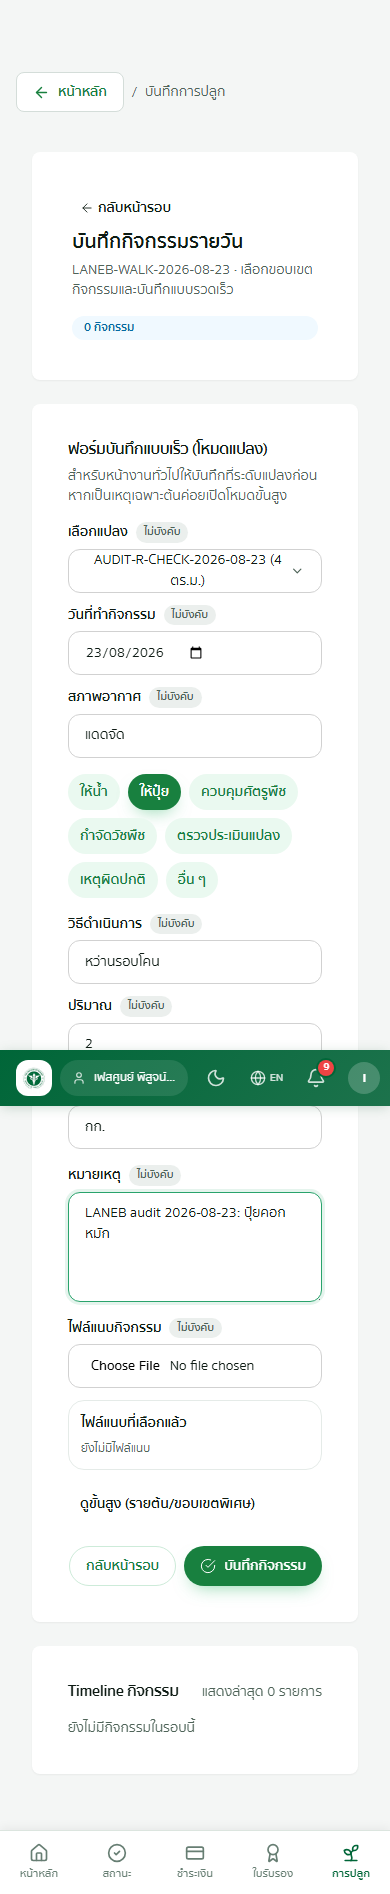 หน้าหลัก / บันทึกการปลูก
กลับหน้ารอบ
บันทึกกิจกรรมรายวัน
LANEB-WALK-2026-08-23 · เลือกขอบเขต
กิจกรรมและบันทึกแบบรวดเร็ว
0 กิจกรรม
ฟอร์มบันทึกแบบเร็ว (โหมดแปลง)
สำหรับหน้างานทั่วไปให้บันทึกที่ระดับแปลงก่อน
หากเป็นเหตุเฉพาะต้นค่อยเปิดโหมดขั้นสูง
เลือกแปลง ไม่บังคับ
AUDIT-R-CHECK-2026-08-23 (4
ตร.ม.)
วันที่ทำกิจกรรม ไม่บังคับ
23/08/2026
สภาพอากาศ ไม่บังคับ
แดดจัด
ให้น้ำ ให้ปุ๋ย ควบคุมศัตรูพืช
กำจัดวัชพืช ตรวจประเมินแปลง
เหตุผิดปกติ อื่น ๆ
วิธีดำเนินการ ไม่บังคับ
หว่านรอบโคน
ปริมาณ ไม่บังคับ
2
เฟสศูนย์ พิสูจน์... EN 9 I
กก.
หมายเหตุ ไม่บังคับ
LANEB audit 2026-08-23: ปุ๋ยคอก
หมัก
ไฟล์แนบกิจกรรม ไม่บังคับ
Choose File No file chosen
ไฟล์แนบที่เลือกแล้ว
ยังไม่มีไฟล์แนบ
ดูขั้นสูง (รายต้น/ขอบเขตพิเศษ)
กลับหน้ารอบ บันทึกกิจกรรม
Timeline กิจกรรม แสดงล่าสุด 0 รายการ
ยังไม่มีกิจกรรมในรอบนี้
หน้าหลัก สถานะ ชำระเงิน ใบรับรอง การปลูก